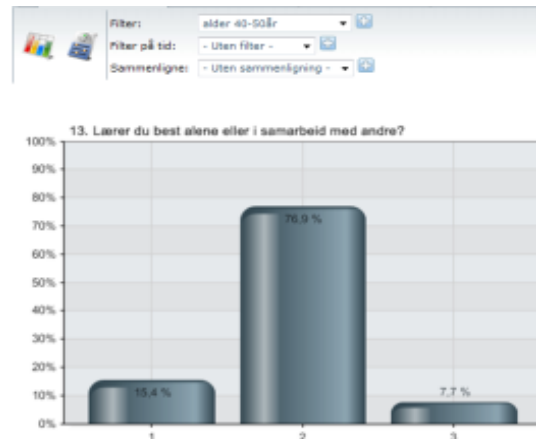 Filter: alder 40-50år
Filter på tid: - Uten filter -
Sammenligne: - Uten sammenligning -
13. Lærer du best alene eller i samarbeid med andre?
100%
90%
80%
76,9 %
70%
60%
50%
40%
30%
20%
10%
15,4 %
7,7 %
0%
1 2 3